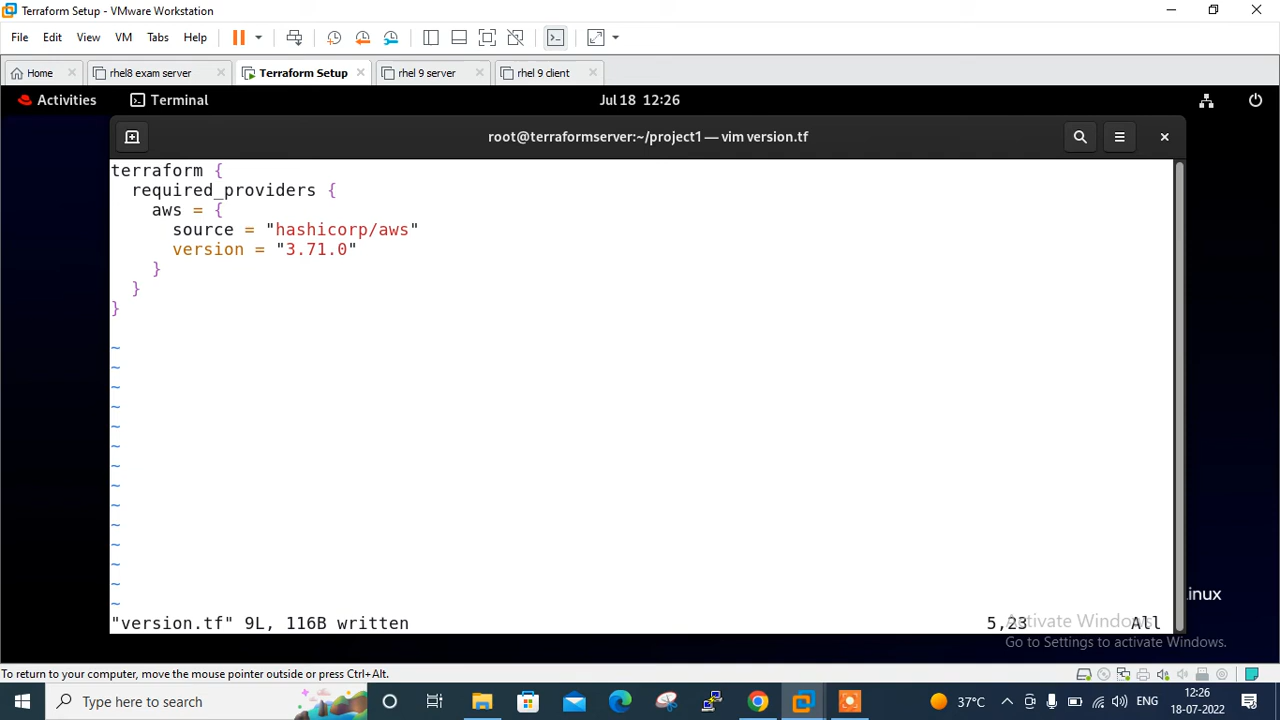 Terraform Setup - VMware Workstation
File Edit View VM Tabs Help
Home rhel8 exam server Terraform Setup rhel 9 server rhel 9 client
Activities Terminal Jul 18 12:26
root@terraformserver:~/project1 — vim version.tf
terraform {
  required_providers {
    aws = {
      source = "hashicorp/aws"
      version = "3.71.0"
    }
  }
}
~
~
~
~
~
~
~
~
~
~
~
~
~
~
"version.tf" 9L, 116B written 5,23 All
inux
Activate Windows
Go to Settings to activate Windows.
To return to your computer, move the mouse pointer outside or press Ctrl+Alt.
Type here to search
37°C ENG 12:26
18-07-2022